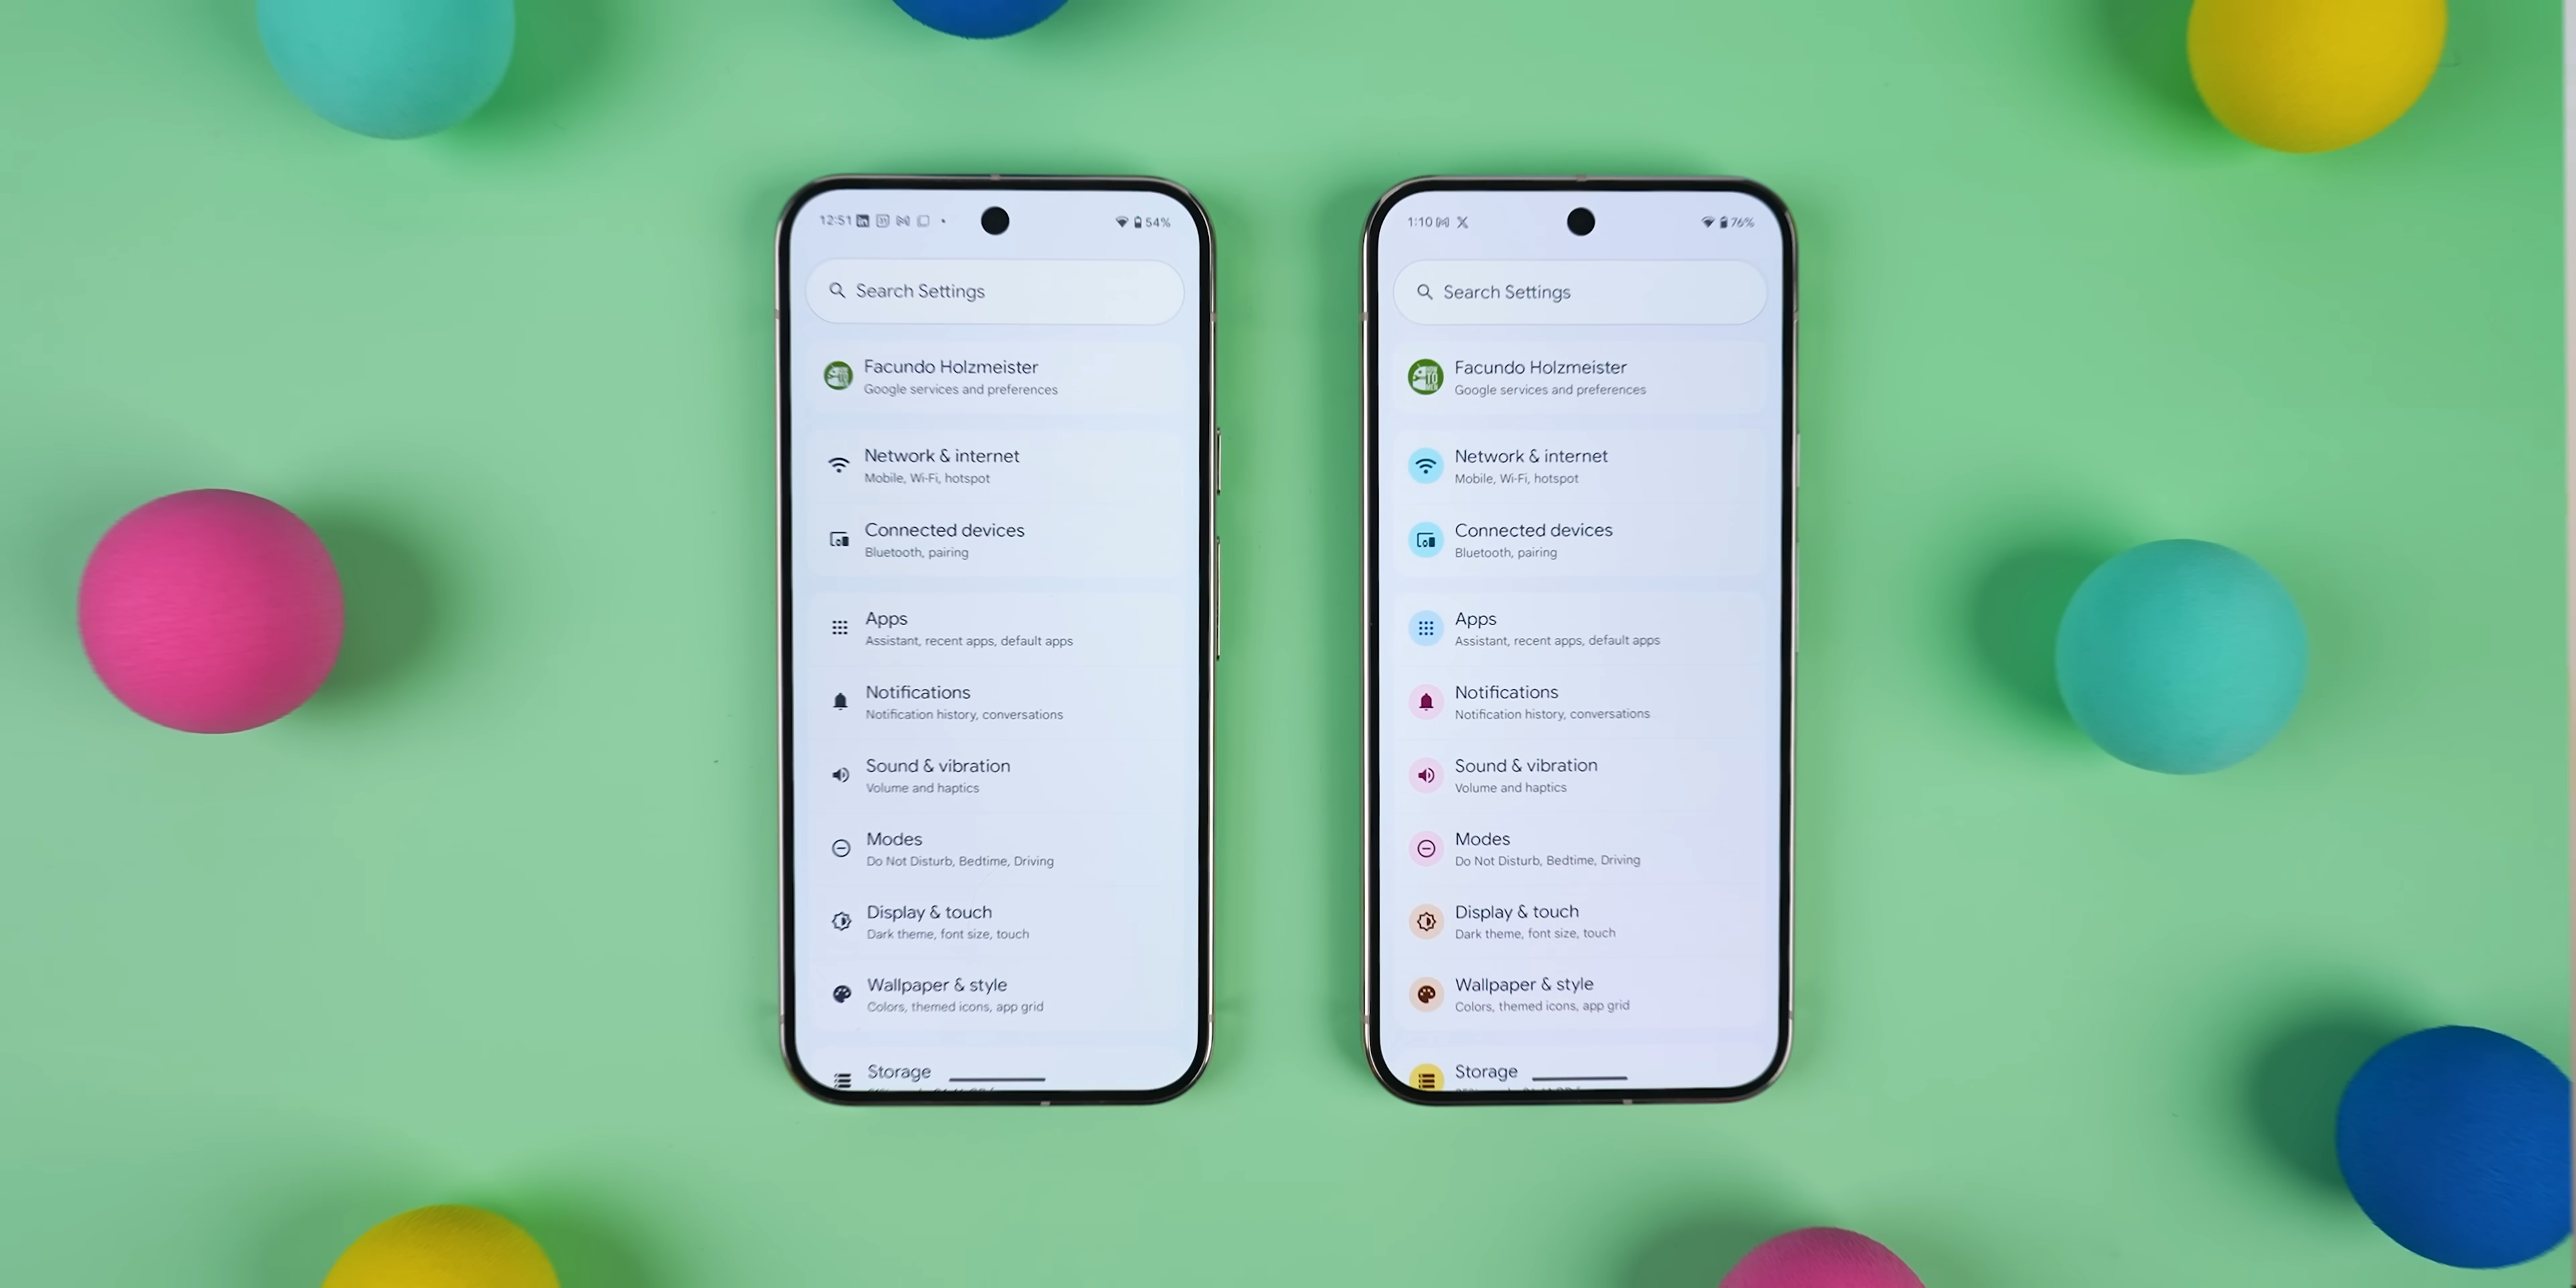 12:51
54%
Search Settings
Facundo Holzmeister
Google services and preferences
Network & internet
Mobile, Wi-Fi, hotspot
Connected devices
Bluetooth, pairing
Apps
Assistant, recent apps, default apps
Notifications
Notification history, conversations
Sound & vibration
Volume and haptics
Modes
Do Not Disturb, Bedtime, Driving
Display & touch
Dark theme, font size, touch
Wallpaper & style
Colors, themed icons, app grid
Storage
1:10
76%
Search Settings
TO
Facundo Holzmeister
Google services and preferences
Network & internet
Mobile, Wi-Fi, hotspot
Connected devices
Bluetooth, pairing
Apps
Assistant, recent apps, default apps
Notifications
Notification history, conversations
Sound & vibration
Volume and haptics
Modes
Do Not Disturb, Bedtime, Driving
Display & touch
Dark theme, font size, touch
Wallpaper & style
Colors, themed icons, app grid
Storage